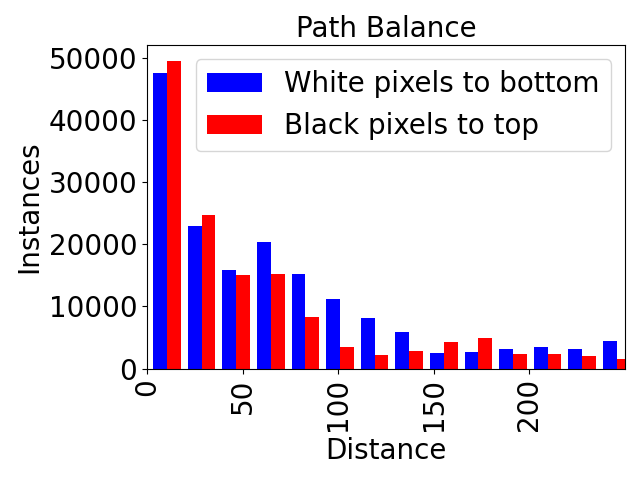 Path Balance
White pixels to bottom
Black pixels to top
Instances
50000
40000
30000
20000
10000
0
0
50
100
150
200
Distance